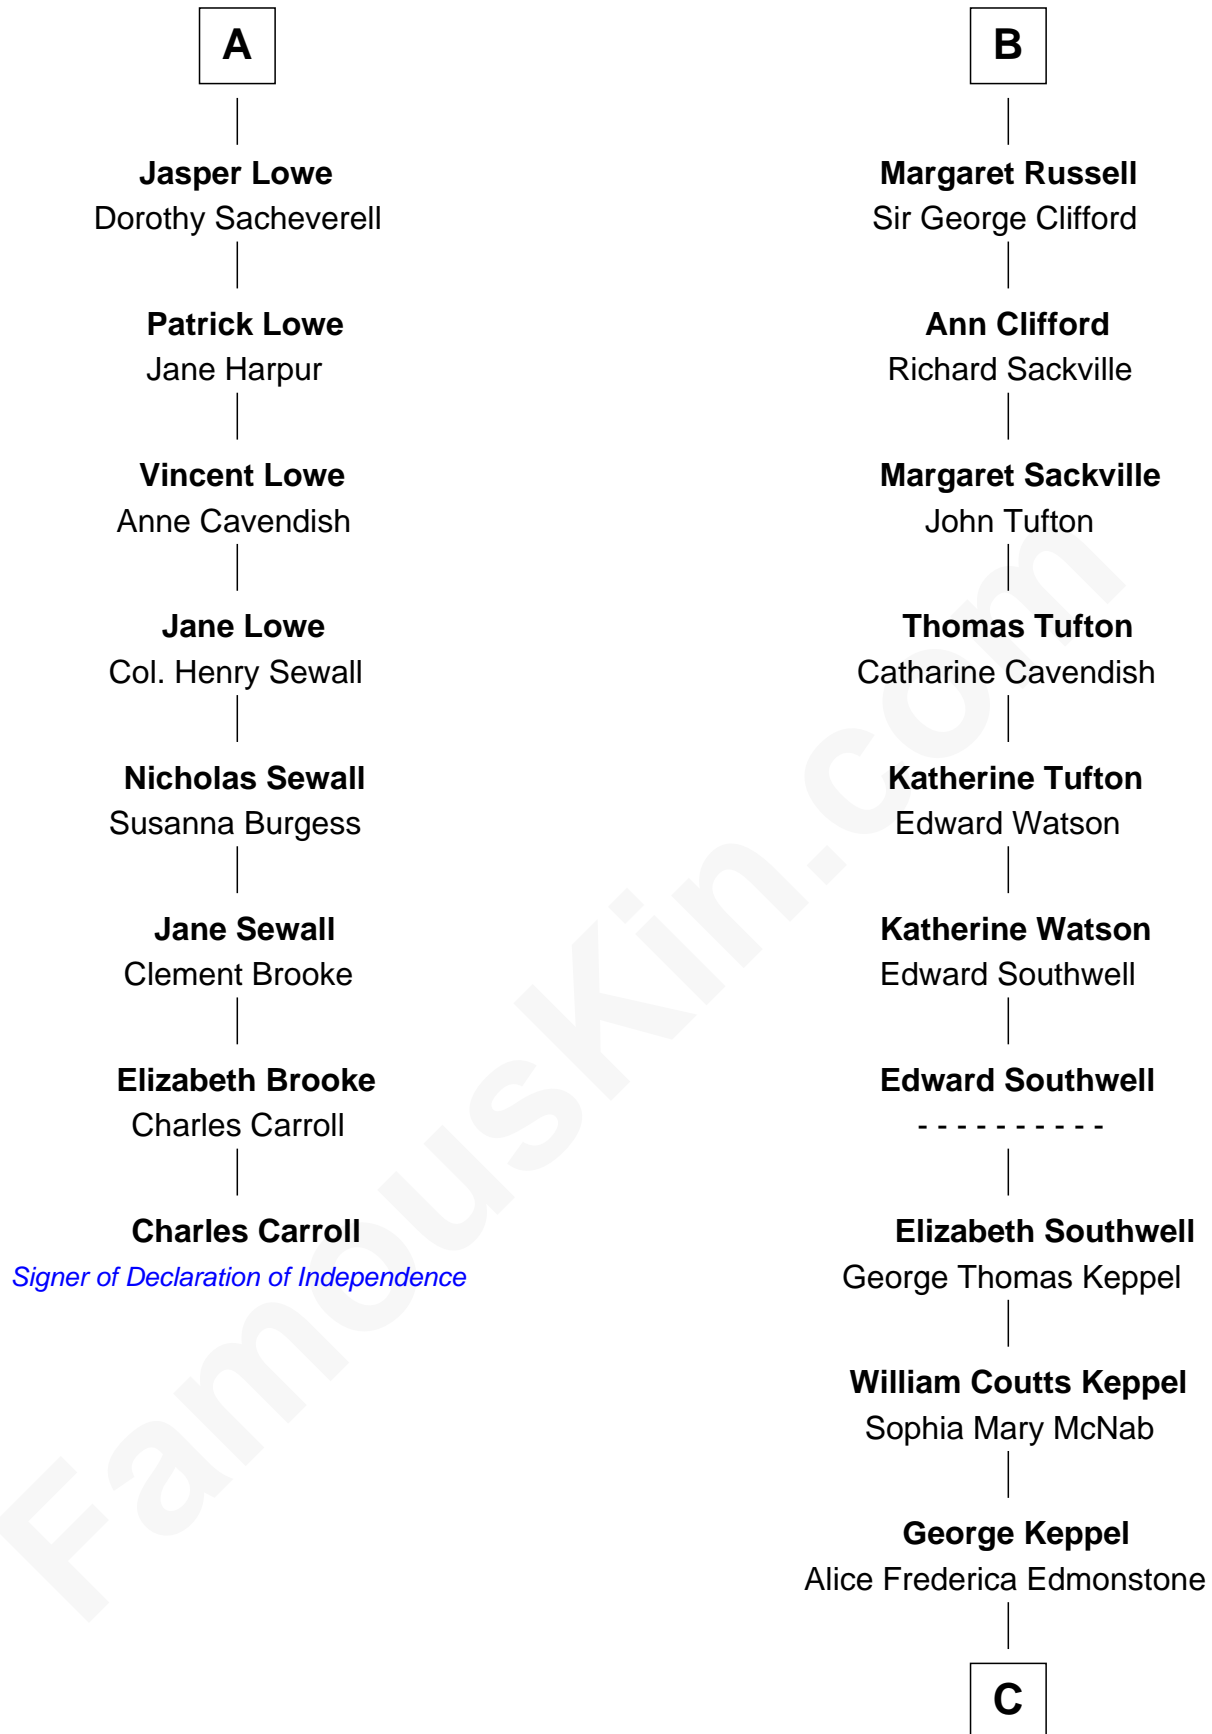 A
Jasper Lowe
Dorothy Sacheverell
Patrick Lowe
Jane Harpur
Vincent Lowe
Anne Cavendish
Jane Lowe
Col. Henry Sewall
Nicholas Sewall
Susanna Burgess
Jane Sewall
Clement Brooke
Elizabeth Brooke
Charles Carroll
Charles Carroll
Signer of Declaration of Independence
B
Margaret Russell
Sir George Clifford
Ann Clifford
Richard Sackville
Margaret Sackville
John Tufton
Thomas Tufton
Catharine Cavendish
Katherine Tufton
Edward Watson
Katherine Watson
Edward Southwell
Edward Southwell
- - - - - - - - - -
Elizabeth Southwell
George Thomas Keppel
William Coutts Keppel
Sophia Mary McNab
George Keppel
Alice Frederica Edmonstone
C
FamousKin.com